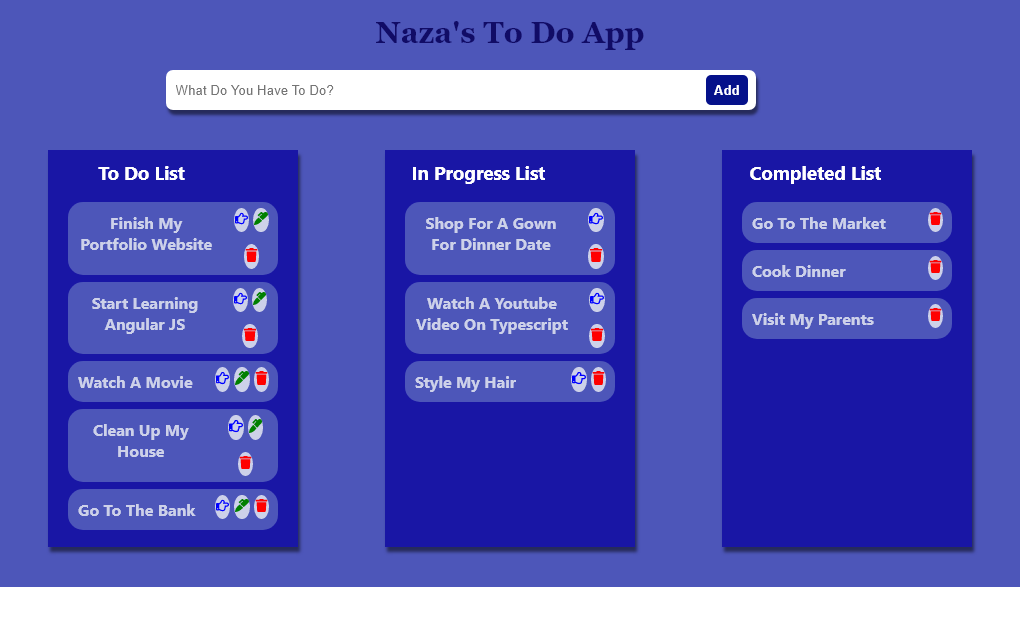 Naza's To Do App
What Do You Have To Do?
Add
To Do List
Finish My
Portfolio Website
Start Learning
Angular JS
Watch A Movie
Clean Up My
House
Go To The Bank
In Progress List
Shop For A Gown
For Dinner Date
Watch A Youtube
Video On Typescript
Style My Hair
Completed List
Go To The Market
Cook Dinner
Visit My Parents